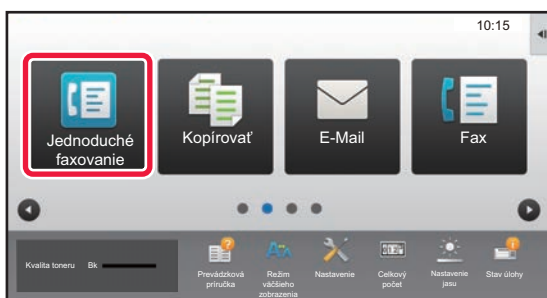 10:15
Jednoduché
faxovanie
Kopírovať
E-Mail
Fax
Kvalita toneru Bk
Prevádzková
príručka
Režim
väčšieho
zobrazenia
Nastavenie
Celkový
počet
Nastavenie
jasu
Stav úlohy